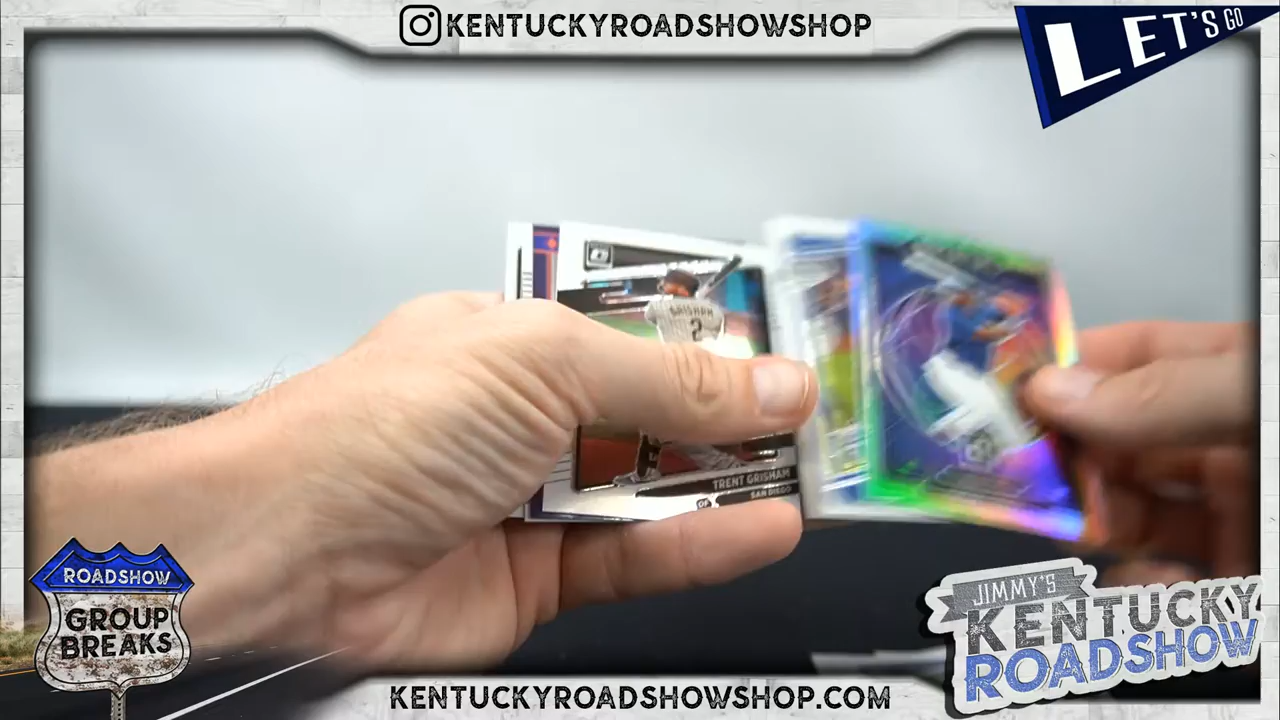 KENTUCKYROADSHOWSHOP
LET'S GO
GRISHAM
2
TRENT GRISHAM
SAN DIEGO
ROADSHOW
GROUP
BREAKS
JIMMY'S
KENTUCKY
ROADSHOW
KENTUCKYROADSHOWSHOP.COM